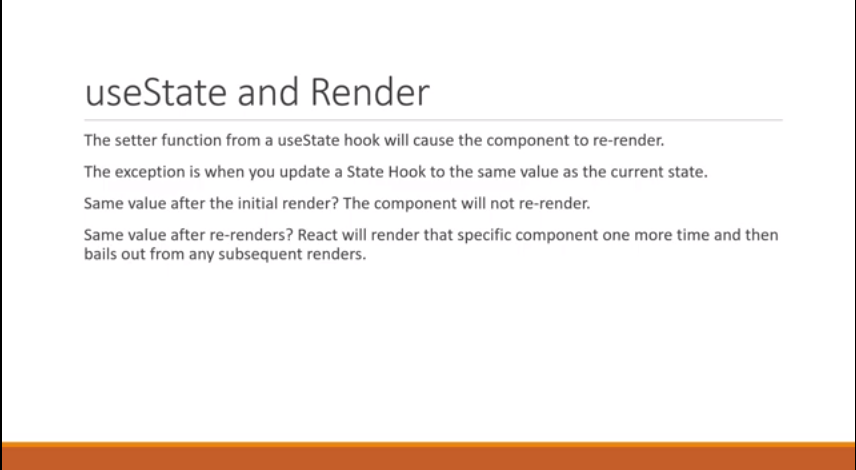 useState and Render
The setter function from a useState hook will cause the component to re-render.
The exception is when you update a State Hook to the same value as the current state.
Same value after the initial render? The component will not re-render.
Same value after re-renders? React will render that specific component one more time and then
bails out from any subsequent renders.